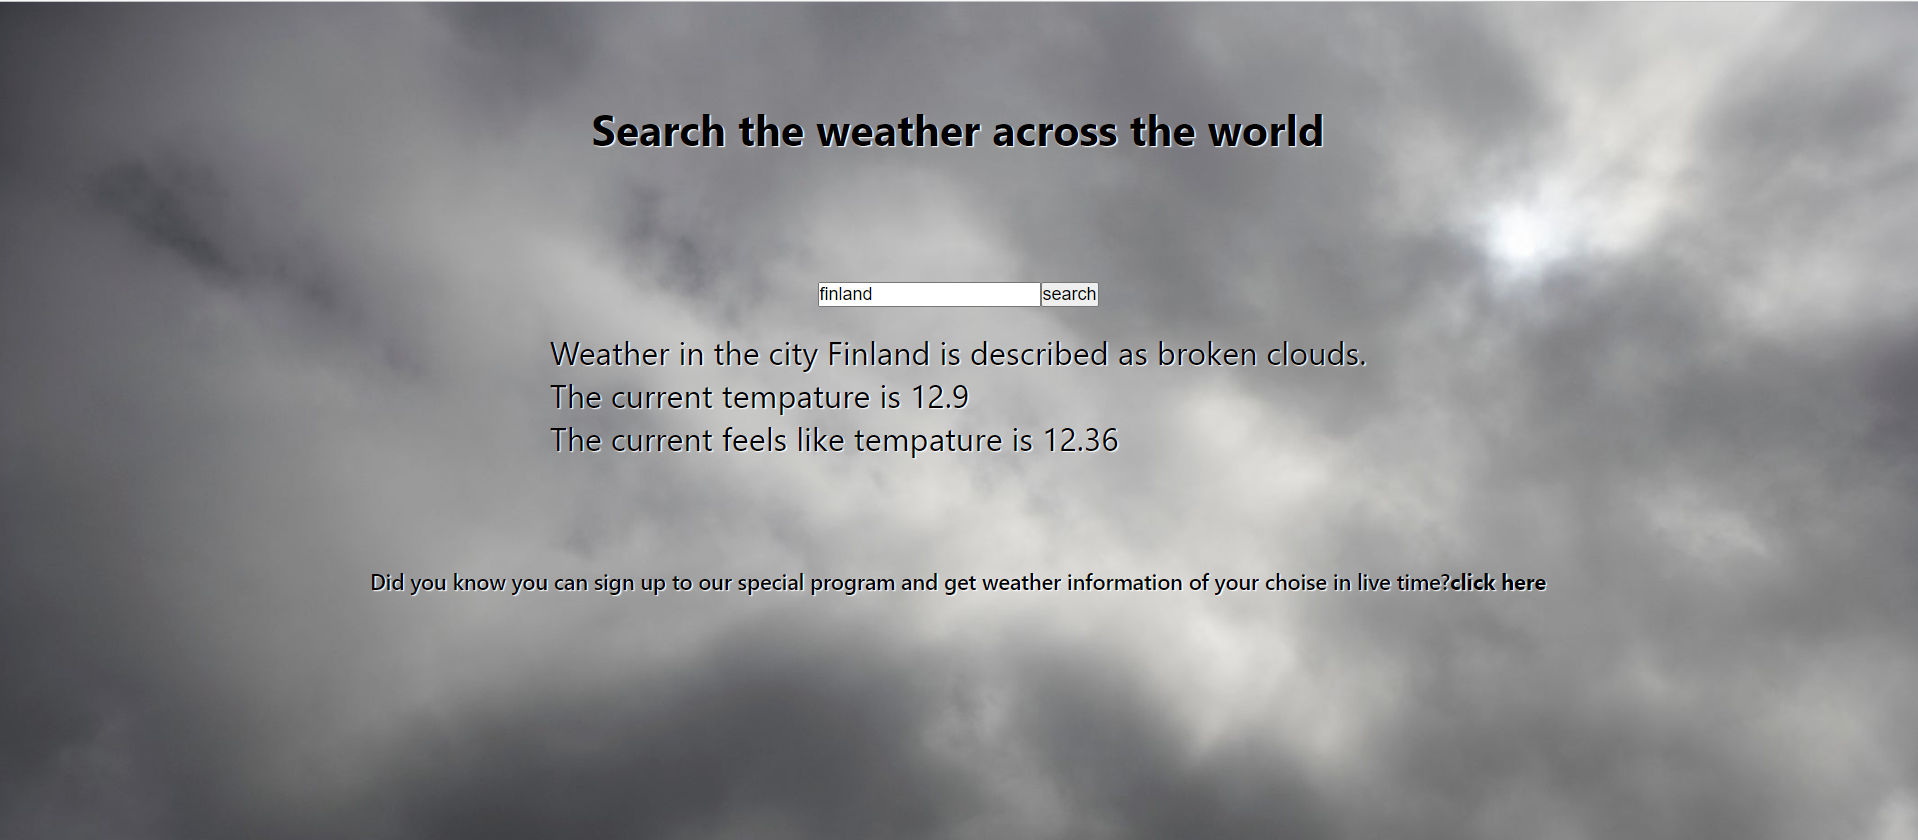 Search the weather across the world
finland search
Weather in the city Finland is described as broken clouds.
The current tempature is 12.9
The current feels like tempature is 12.36
Did you know you can sign up to our special program and get weather information of your choise in live time?click here